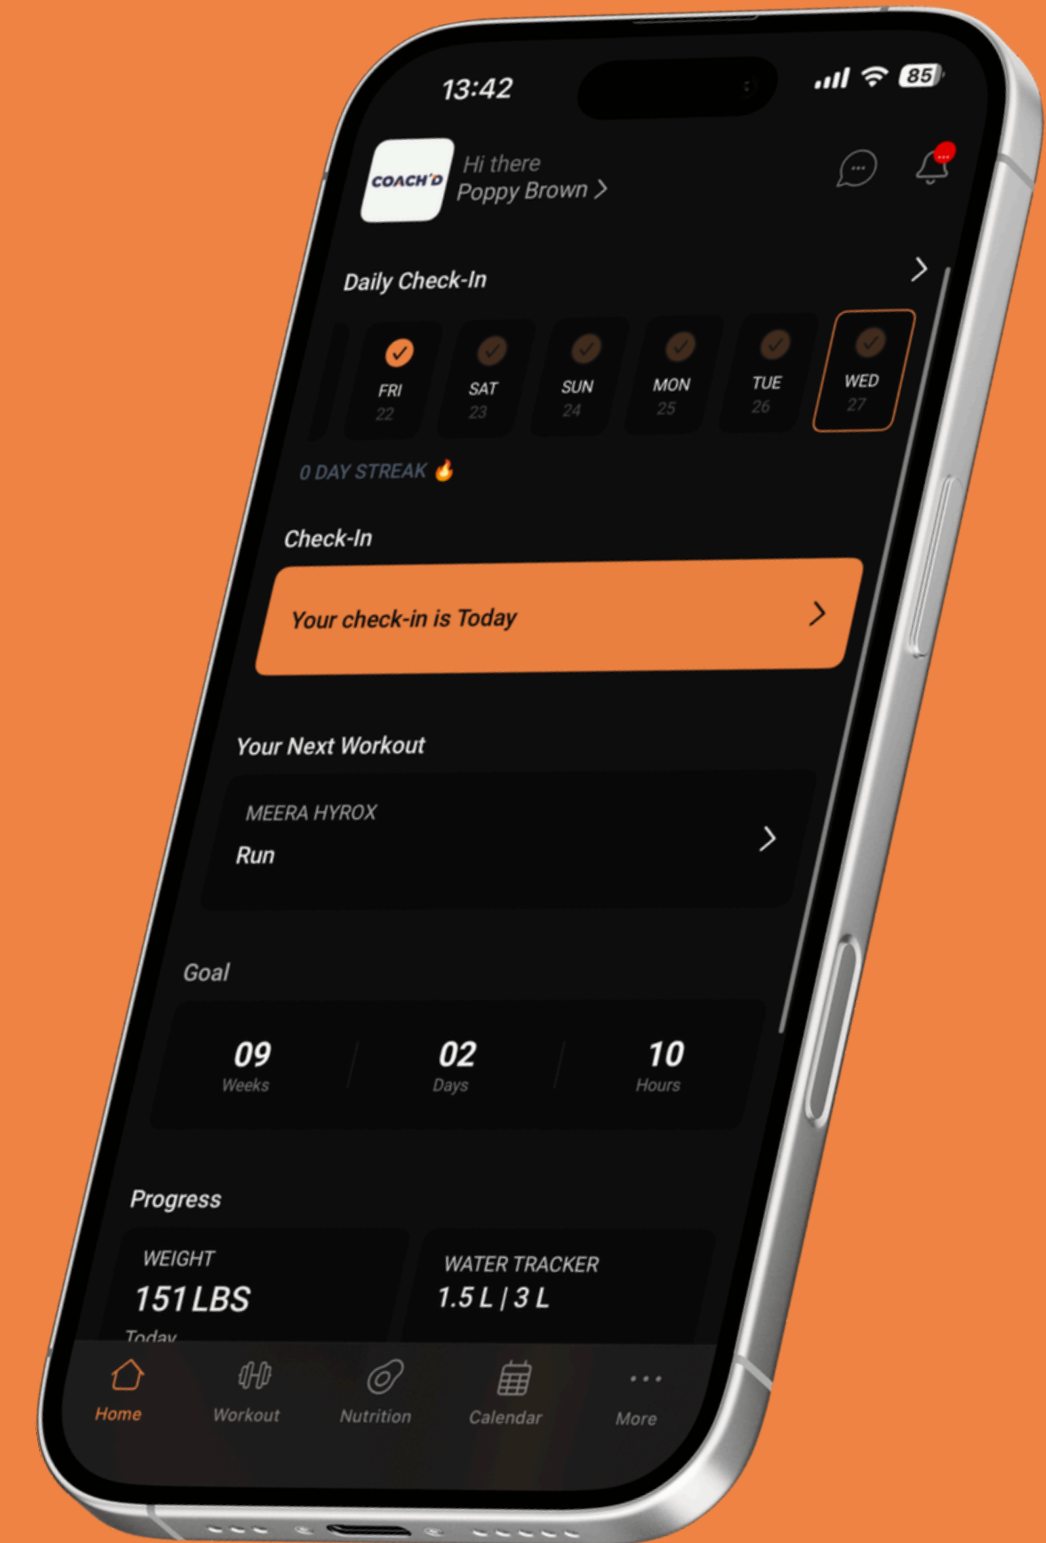 13:42
85
COACH'D
Hi there
Poppy Brown
Daily Check-In
FRI SAT SUN MON TUE WED
22 23 24 25 26 27
0 DAY STREAK 🔥
Check-In
Your check-in is Today
Your Next Workout
MEERA HYROX
Run
Goal
09 02 10
Weeks Days Hours
Progress
WEIGHT WATER TRACKER
151 LBS 1.5 L | 3 L
Today
Home Workout Nutrition Calendar More